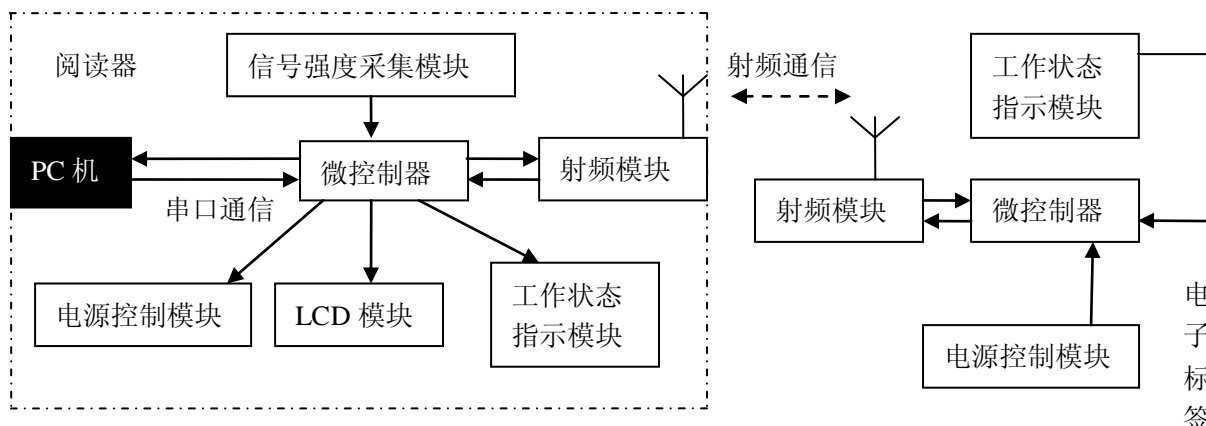 阅读器
信号强度采集模块
PC 机
微控制器
射频模块
串口通信
电源控制模块
LCD 模块
工作状态
指示模块
射频通信
工作状态
指示模块
射频模块
微控制器
电源控制模块
电
子
标
签